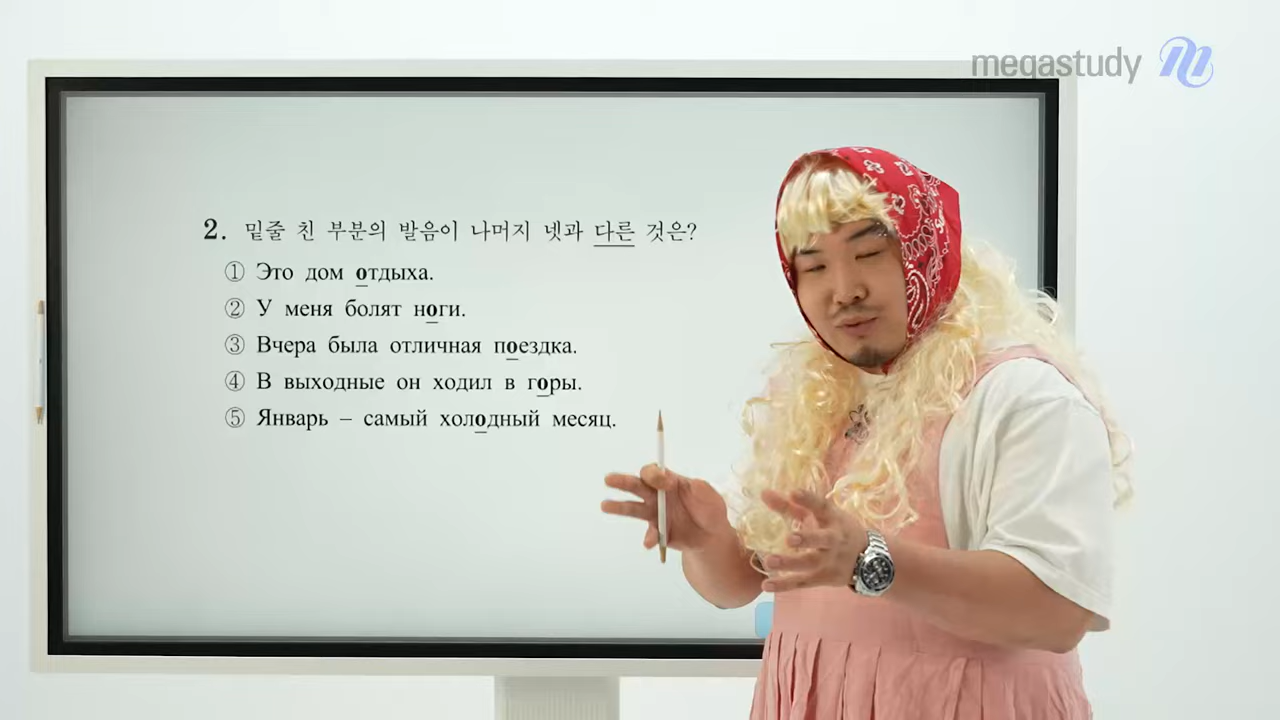 megastudy
2. 밑줄 친 부분의 발음이 나머지 넷과 다른 것은?
① Это дом отдыха.
② У меня болят ноги.
③ Вчера была отличная поездка.
④ В выходные он ходил в горы.
⑤ Январь – самый холодный месяц.